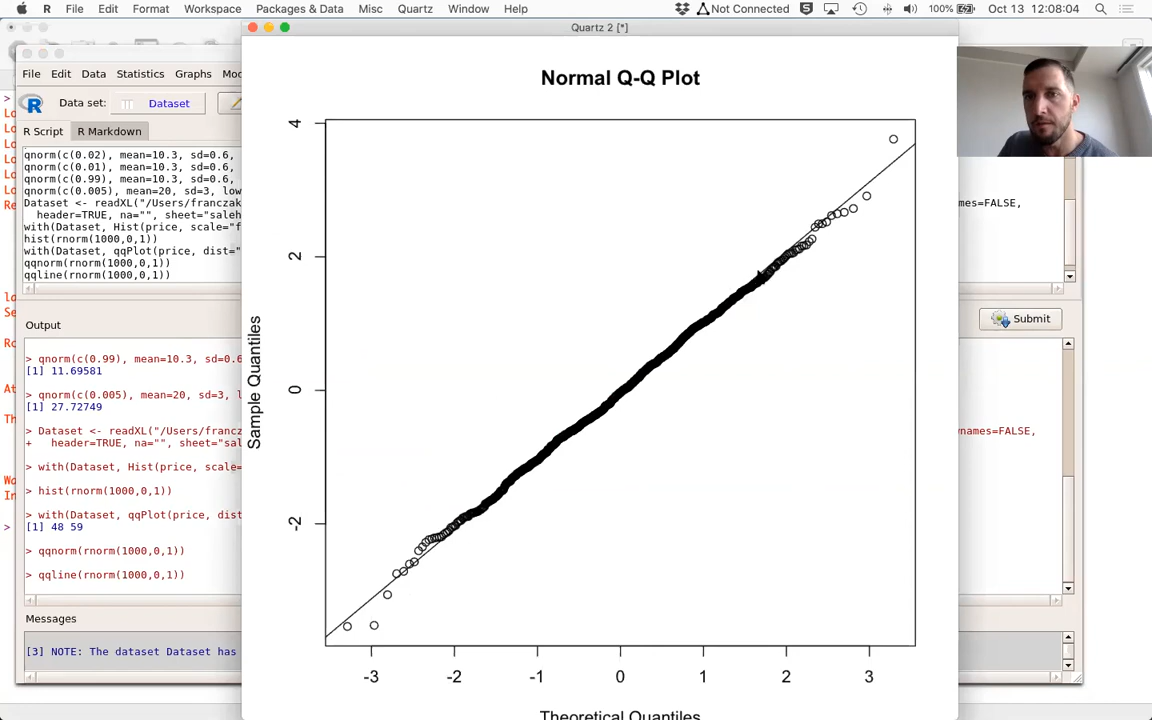 R File Edit Format Workspace Packages & Data Misc Quartz Window Help Not Connected 100% Oct 13 12:08:04
Quartz 2 [*]
File Edit Data Statistics Graphs
Data set: Dataset
R Script R Markdown
qnorm(c(0.02), mean=10.3, sd=0.6,
qnorm(c(0.01), mean=10.3, sd=0.6,
qnorm(c(0.99), mean=10.3, sd=0.6,
qnorm(c(0.005), mean=20, sd=3,
Dataset <- readXL("/Users/franczak
header=TRUE, na="", sheet="saleh
with(Dataset, Hist(price, scale="f
hist(rnorm(1000,0,1))
with(Dataset, qqPlot(price, dist="
qqnorm(rnorm(1000,0,1))
qqline(rnorm(1000,0,1))
Output
> qnorm(c(0.99), mean=10.3, sd=0.6
[1] 11.69581
> qnorm(c(0.005), mean=20, sd=3,
[1] 27.72749
> Dataset <- readXL("/Users/francz
+ header=TRUE, na="", sheet="sal
> with(Dataset, Hist(price, scale=
> hist(rnorm(1000,0,1))
> with(Dataset, qqPlot(price, dist
[1] 48 59
> qqnorm(rnorm(1000,0,1))
> qqline(rnorm(1000,0,1))
Messages
[3] NOTE: The dataset Dataset has
Normal Q-Q Plot
Sample Quantiles
4
2
0
-2
-3 -2 -1 0 1 2 3
Theoretical Quantiles
names=FALSE,
Submit
names=FALSE,